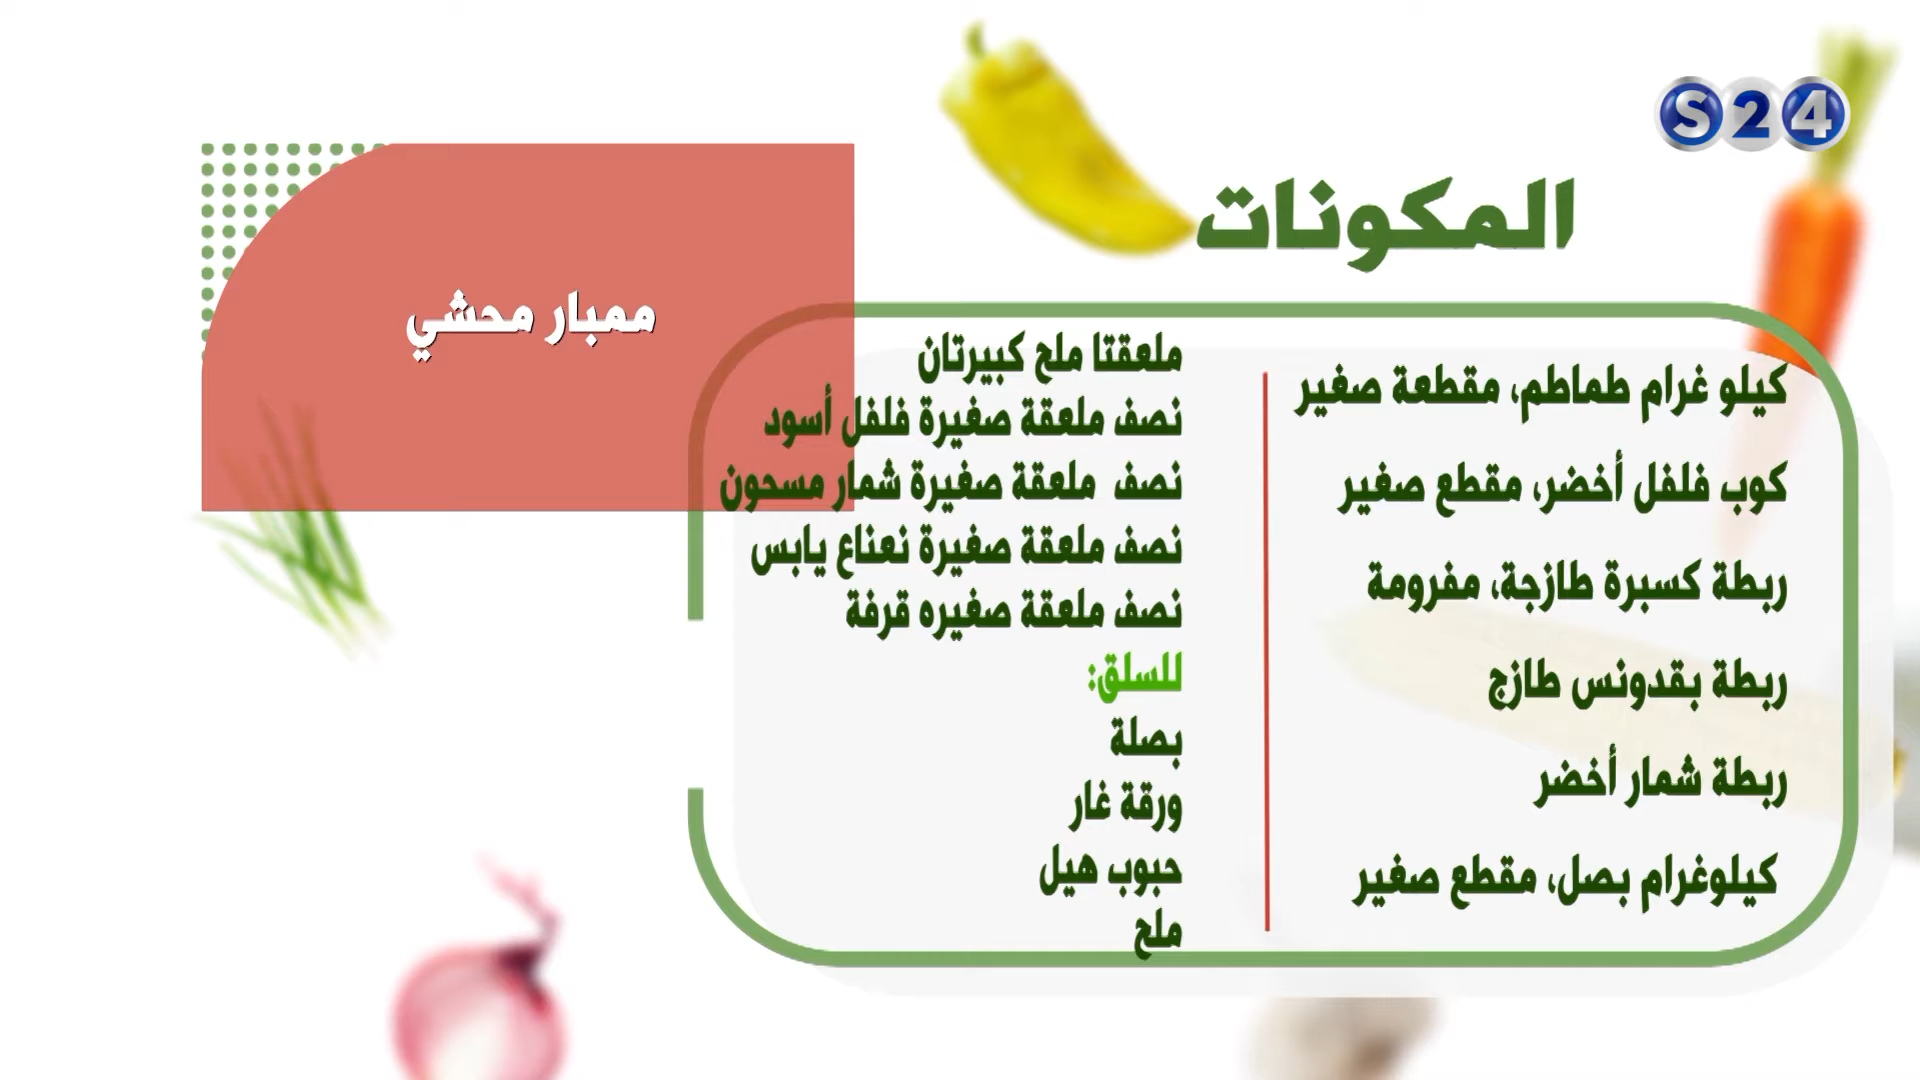 S24
المكونات
ممبار محشي
كيلو غرام طماطم، مقطعة صغير
كوب فلفل أخضر، مقطع صغير
ربطة كسبرة طازجة، مفرومة
ربطة بقدونس طازج
ربطة شمار أخضر
كيلوغرام بصل، مقطع صغير
ملعقتا ملح كبيرتان
نصف ملعقة صغيرة فلفل أسود
نصف ملعقة صغيرة شمار مسحون
نصف ملعقة صغيرة نعناع يابس
نصف ملعقة صغيره قرفة
للسلق:
بصلة
ورقة غار
حبوب هيل
ملح